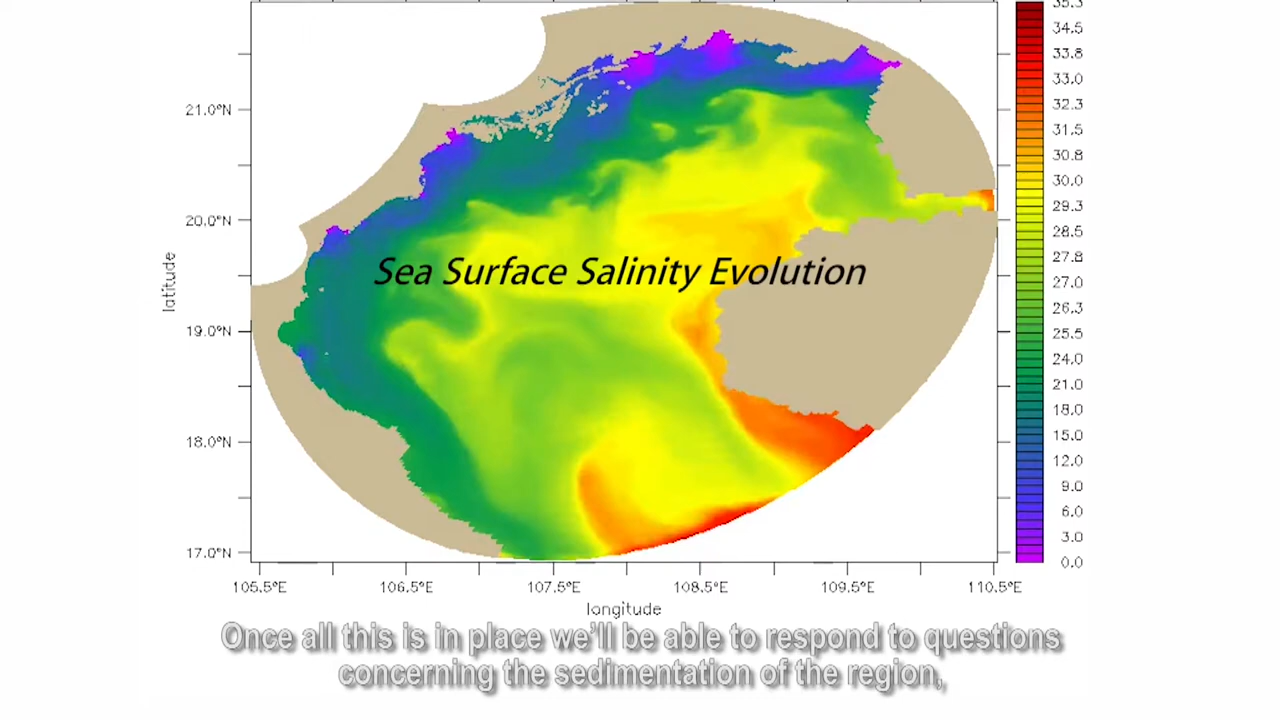 35.3
34.5
33.8
33.0
32.3
31.5
30.8
30.0
29.3
28.5
27.8
27.0
26.3
25.5
24.0
21.0
18.0
15.0
12.0
9.0
6.0
3.0
0.0
21.0°N
20.0°N
19.0°N
18.0°N
17.0°N
latitude
Sea Surface Salinity Evolution
105.5°E 106.5°E 107.5°E 108.5°E 109.5°E 110.5°E
longitude
Once all this is in place we'll be able to respond to questions
concerning the sedimentation of the region,